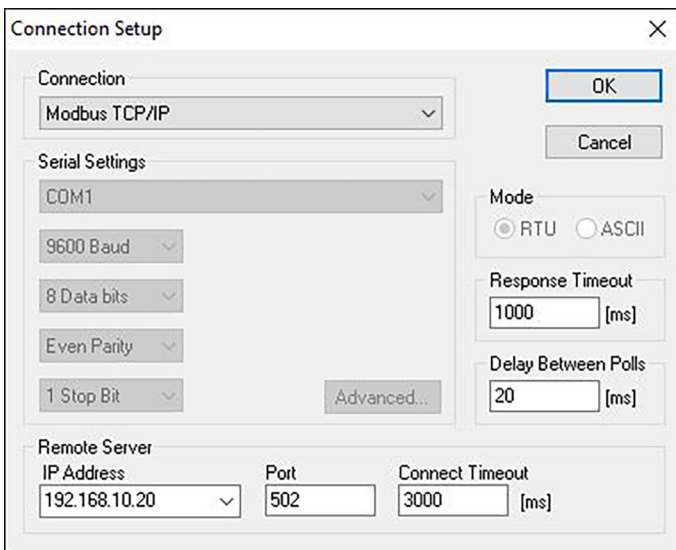 Connection Setup
Connection
Modbus TCP/IP
OK
Cancel
Serial Settings
COM1
9600 Baud
8 Data bits
Even Parity
1 Stop Bit
Advanced...
Mode
RTU ASCII
Response Timeout
1000 [ms]
Delay Between Polls
20 [ms]
Remote Server
IP Address Port Connect Timeout
192.168.10.20 502 3000 [ms]